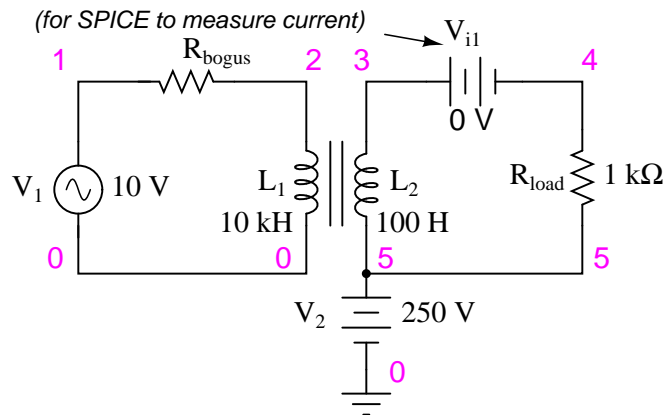 (for SPICE to measure current)
V_i1
1
R_bogus
2
3
4
0 V
V_1
10 V
L_1
L_2
R_load
1 kΩ
10 kH
100 H
0
0
5
5
V_2
250 V
0